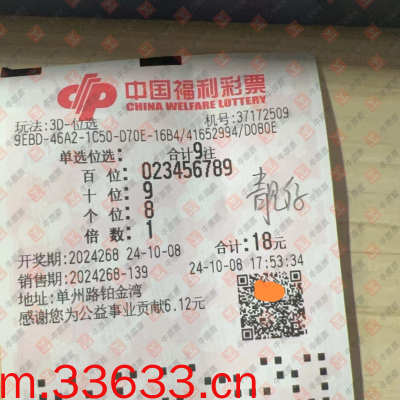 中国福利彩票
CHINA WELFARE LOTTERY
玩法:3D-位选 机号:37172509
9EBD-46A2-1C50-D70E-16B4/41652994/D080E
单选位选: 合计9注
百 位: 023456789
十 位: 9
个 位: 8
倍 数: 1
靓仔
开奖期:2024268 24-10-08 合计:18元
销售期:2024268-139 24-10-08 17:53:34
地址:单州路铂金湾
感谢您为公益事业贡献6.12元
m.33633.cn